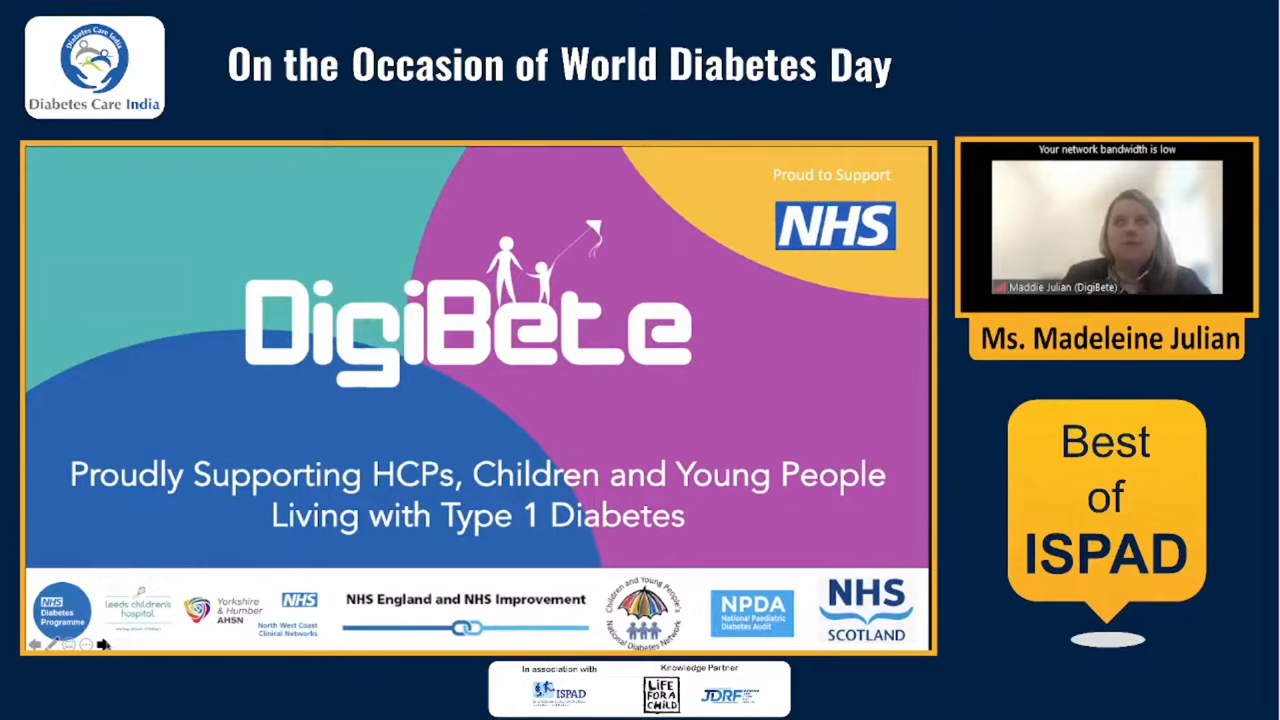 Diabetes Care India
Diabetes Care India
On the Occasion of World Diabetes Day
Proud to Support
NHS
DigiBete
Proudly Supporting HCPs, Children and Young People
Living with Type 1 Diabetes
NHS
Diabetes
Programme
Leeds children's
hospital
Yorkshire
& Humber
AHSN
NHS
North West Coast
Clinical Networks
NHS England and NHS Improvement
Children and Young People's
National Diabetes Network
NPDA
National Paediatric
Diabetes Audit
NHS
SCOTLAND
Your network bandwidth is low
Maddie Julian (DigiBete)
Ms. Madeleine Julian
Best
of
ISPAD
In association with
ISPAD
Knowledge Partner
LiFE
FOR A
CHiLD
JDRF